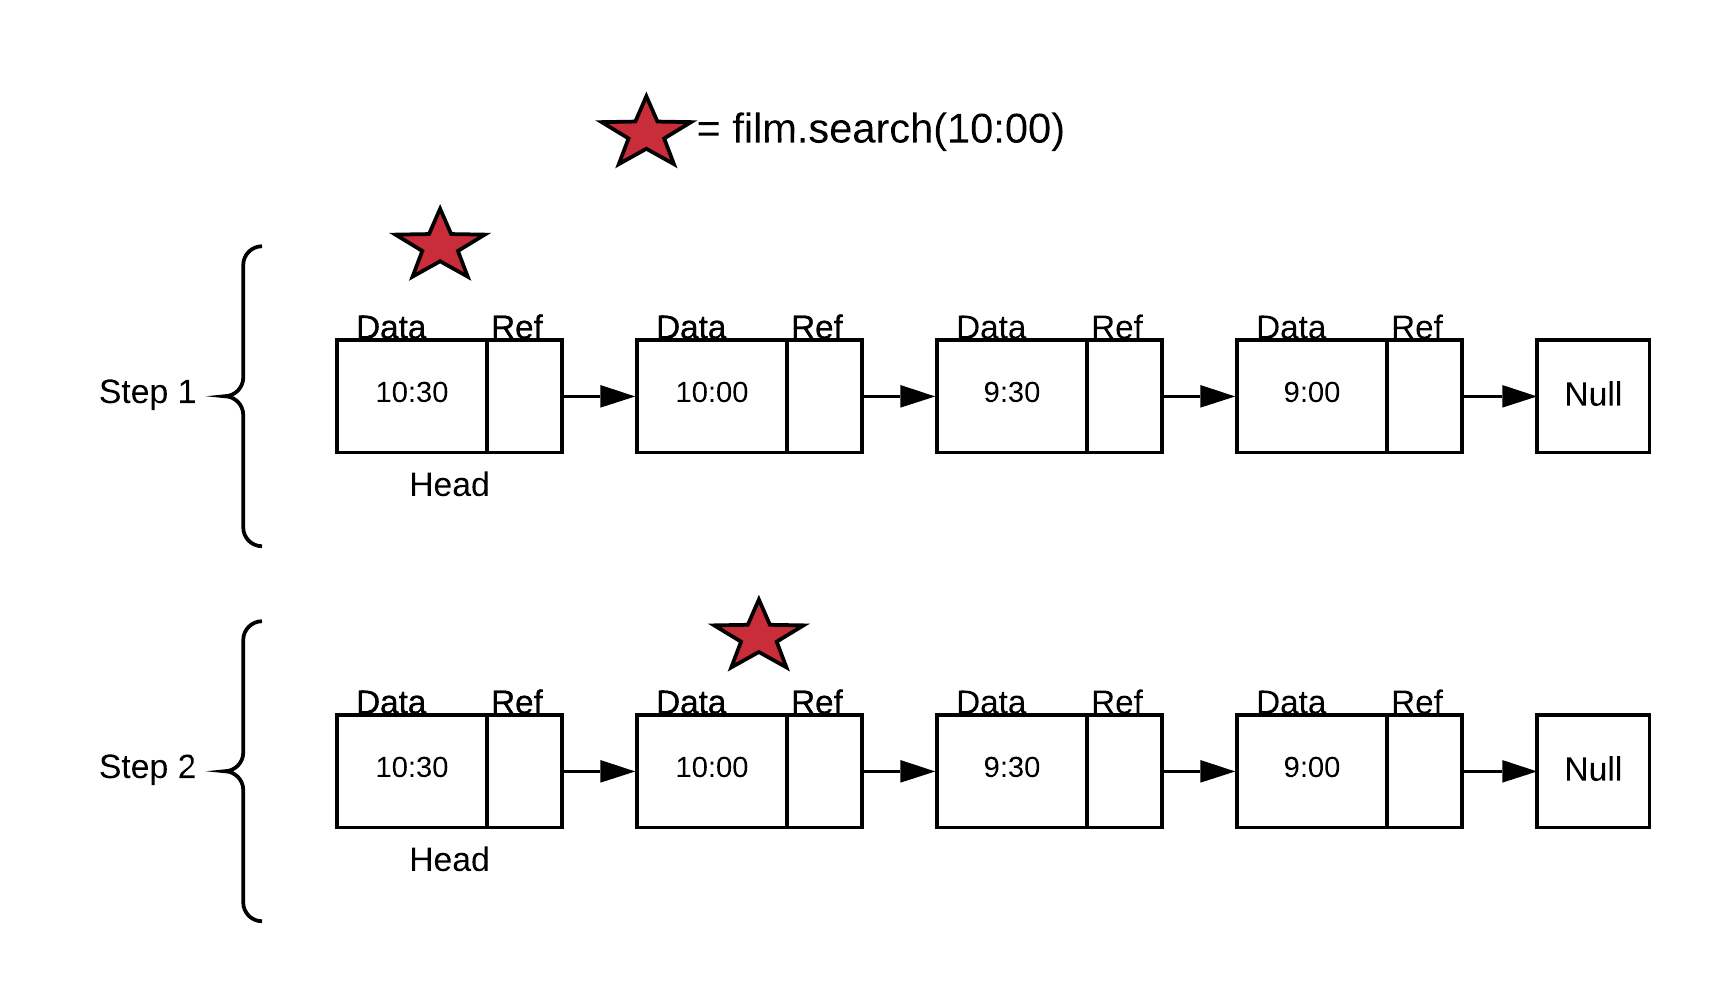 = film.search(10:00)
Data Ref Data Ref Data Ref Data Ref
Step 1 10:30 10:00 9:30 9:00 Null
Head
Data Ref Data Ref Data Ref Data Ref
Step 2 10:30 10:00 9:30 9:00 Null
Head